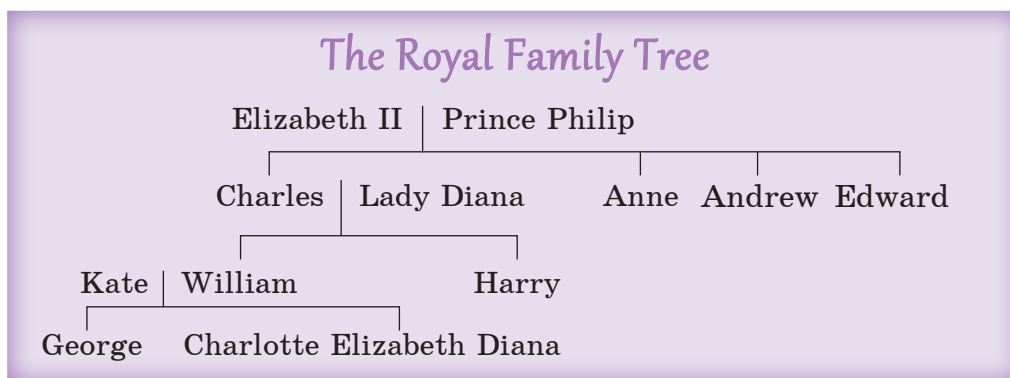 The Royal Family Tree
Elizabeth II Prince Philip
Charles Lady Diana Anne Andrew Edward
Kate William Harry
George Charlotte Elizabeth Diana